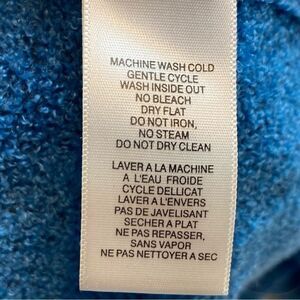 MACHINE WASH COLD
GENTLE CYCLE
WASH INSIDE OUT
NO BLEACH
DRY FLAT
DO NOT IRON,
NO STEAM
DO NOT DRY CLEAN
LAVER A LA MACHINE
A L'EAU FROIDE
CYCLE DELLICAT
LAVER A L'ENVERS
PAS DE JAVELISANT
SECHER A PLAT
NE PAS REPASSER,
SANS VAPOR
NE PAS NETTOYER A SEC